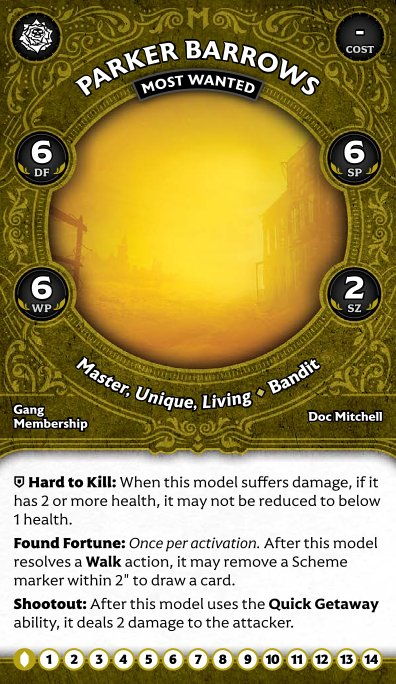 PARKER BARROWS
MOST WANTED
-
COST
6
DF
6
SP
6
WP
2
SZ
Master, Unique, Living ♦ Bandit
Gang
Membership
Doc Mitchell
Hard to Kill: When this model suffers damage, if it
has 2 or more health, it may not be reduced to below
1 health.
Found Fortune: Once per activation. After this model
resolves a Walk action, it may remove a Scheme
marker within 2" to draw a card.
Shootout: After this model uses the Quick Getaway
ability, it deals 2 damage to the attacker.
1 2 3 4 5 6 7 8 9 10 11 12 13 14